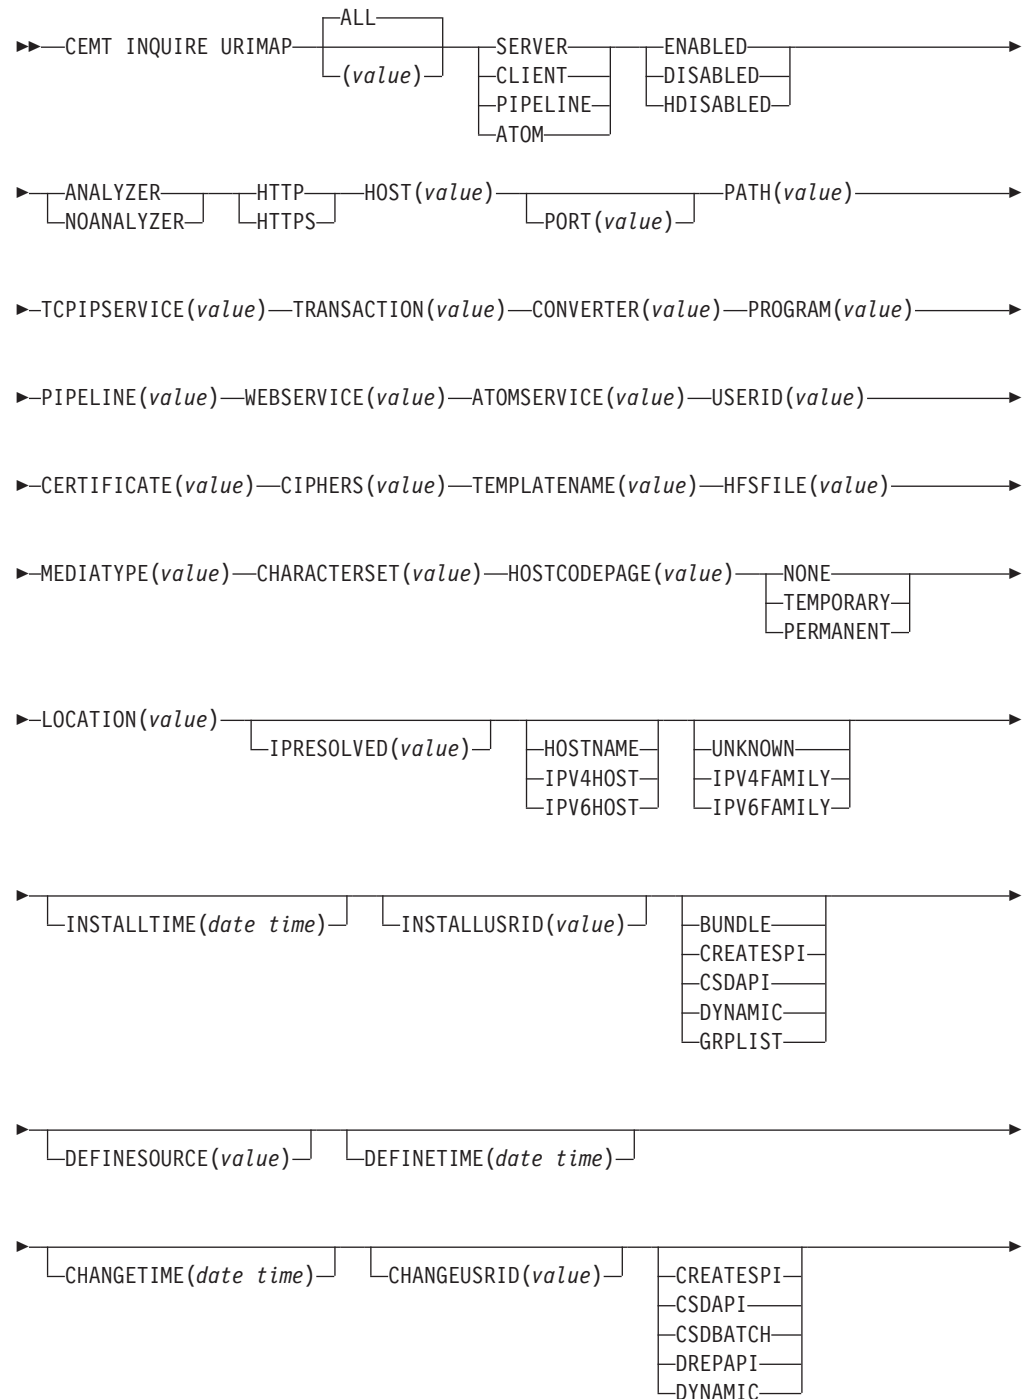 ALL
CEMT INQUIRE URIMAP SERVER ENABLED
(value) CLIENT DISABLED
PIPELINE HDISABLED
ATOM
ANALYZER HTTP HOST(value) PATH(value)
NOANALYZER HTTPS PORT(value)
TCPIPSERVICE(value) TRANSACTION(value) CONVERTER(value) PROGRAM(value)
PIPELINE(value) WEBSERVICE(value) ATOMSERVICE(value) USERID(value)
CERTIFICATE(value) CIPHERS(value) TEMPLATENAME(value) HFSFILE(value)
MEDIATYPE(value) CHARACTERSET(value) HOSTCODEPAGE(value) NONE
TEMPORARY
PERMANENT
LOCATION(value)
IPRESOLVED(value) HOSTNAME UNKNOWN
IPV4HOST IPV4FAMILY
IPV6HOST IPV6FAMILY
INSTALLTIME(date time) INSTALLUSRID(value) BUNDLE
CREATESPI
CSDAPI
DYNAMIC
GRPLIST
DEFINESOURCE(value) DEFINETIME(date time)
CHANGETIME(date time) CHANGEUSRID(value) CREATESPI
CSDAPI
CSDBATCH
DREPAPI
DYNAMIC